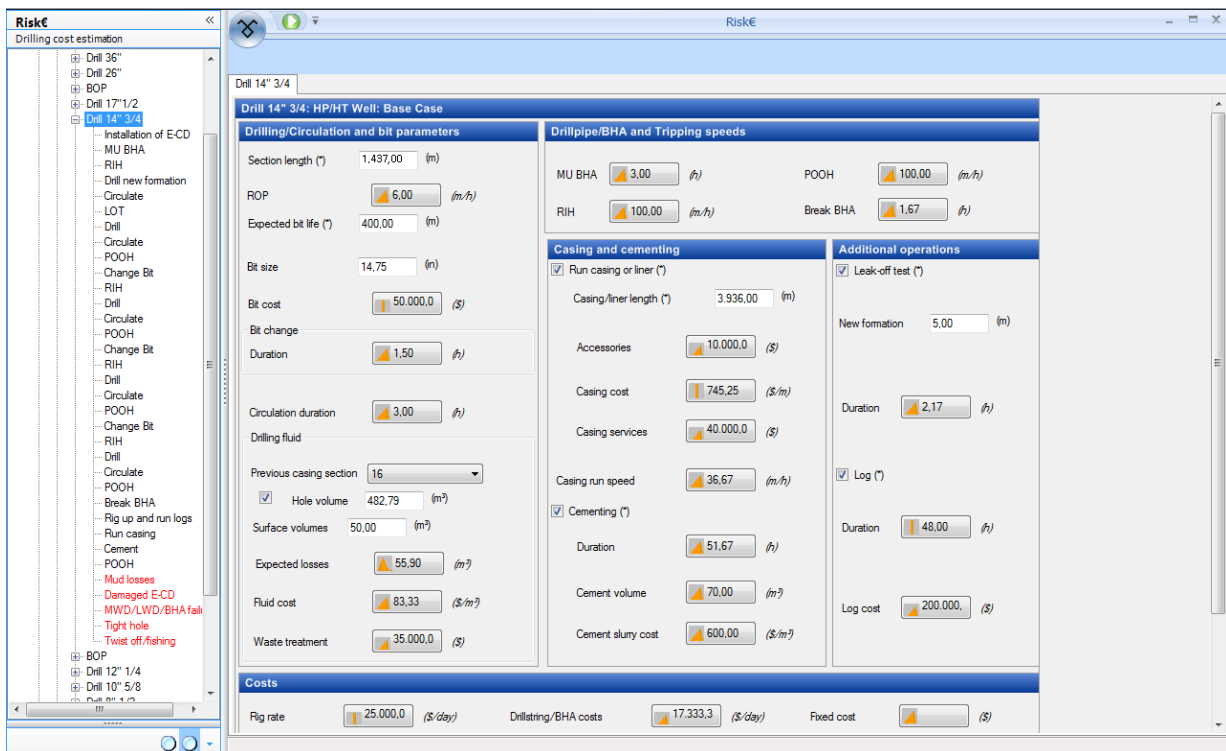 Risk€
«
Drilling cost estimation
Drill 36"
Drill 26"
BOP
Drill 17"1/2
Drill 14" 3/4
Installation of E-CD
MU BHA
RIH
Drill new formation
Circulate
LOT
Drill
Circulate
POOH
Change Bit
RIH
Drill
Circulate
POOH
Change Bit
RIH
Drill
Circulate
POOH
Change Bit
RIH
Drill
Circulate
POOH
Break BHA
Rig up and run logs
Run casing
Cement
POOH
Mud losses
Damaged E-CD
MWD/LWD/BHA faile
Tight hole
Twist off/fishing
BOP
Drill 12" 1/4
Drill 10" 5/8
Drill 8" 1/2
Risk€
Drill 14" 3/4
Drill 14" 3/4: HP/HT Well: Base Case
Drilling/Circulation and bit parameters
Section length (*) 1,437,00 (m)
ROP 6,00 (m/h)
Expected bit life (*) 400,00 (m)
Bit size 14,75 (in)
Bit cost 50.000,0 ($)
Bit change
Duration 1,50 (h)
Circulation duration 3,00 (h)
Drilling fluid
Previous casing section 16
Hole volume 482,79 (m³)
Surface volumes 50,00 (m³)
Expected losses 55,90 (m³)
Fluid cost 83,33 ($/m³)
Waste treatment 35.000,0 ($)
Drillpipe/BHA and Tripping speeds
MU BHA 3,00 (h) POOH 100,00 (m/h)
RIH 100,00 (m/h) Break BHA 1,67 (h)
Casing and cementing
Run casing or liner (*)
Casing/liner length (*) 3.936,00 (m)
Accessories 10.000,0 ($)
Casing cost 745,25 ($/m)
Casing services 40.000,0 ($)
Casing run speed 36,67 (m/h)
Cementing (*)
Duration 51,67 (h)
Cement volume 70,00 (m³)
Cement slurry cost 600,00 ($/m³)
Additional operations
Leak-off test (*)
New formation 5,00 (m)
Duration 2,17 (h)
Log (*)
Duration 48,00 (h)
Log cost 200.000, ($)
Costs
Rig rate 25.000,0 ($/day) Drillstring/BHA costs 17.333,3 ($/day) Fixed cost ($)